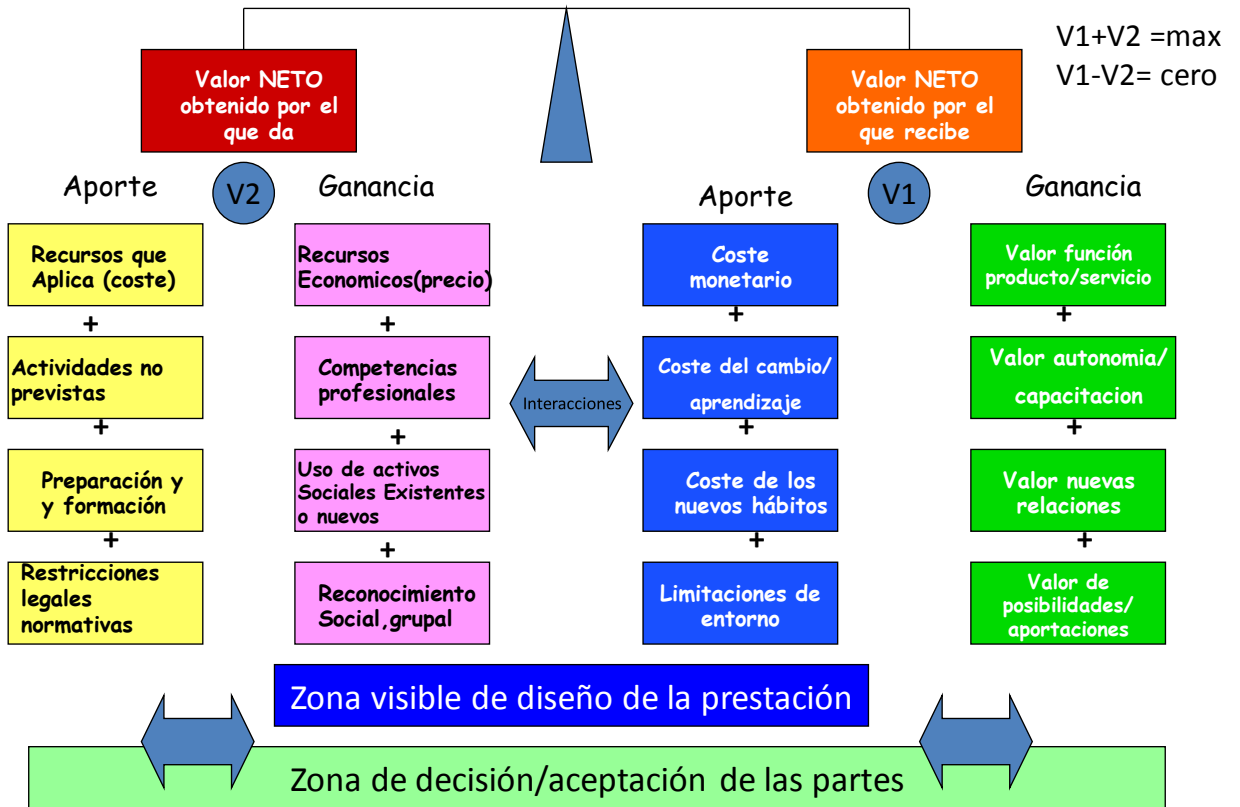 V1+V2 =max
V1-V2= cero
Valor NETO
obtenido por el
que da
Valor NETO
obtenido por el
que recibe
Aporte
V2
Ganancia
Aporte
V1
Ganancia
Recursos que
Aplica (coste)
+
Actividades no
previstas
+
Preparación y
y formación
+
Restricciones
legales
normativas
Recursos
Economicos(precio)
+
Competencias
profesionales
+
Uso de activos
Sociales Existentes
o nuevos
+
Reconocimiento
Social,grupal
Interacciones
Coste
monetario
+
Coste del cambio/
aprendizaje
+
Coste de los
nuevos hábitos
+
Limitaciones de
entorno
Valor función
producto/servicio
+
Valor autonomia/
capacitacion
+
Valor nuevas
relaciones
+
Valor de
posibilidades/
aportaciones
Zona visible de diseño de la prestación
Zona de decisión/aceptación de las partes